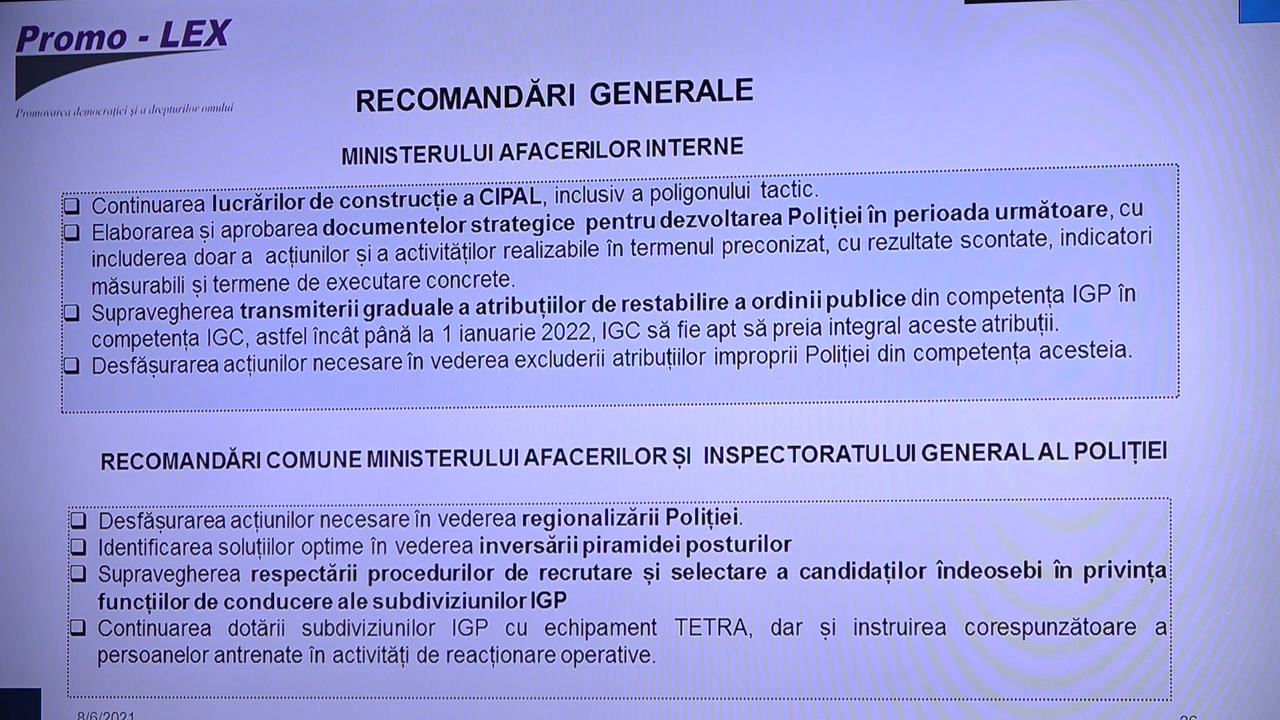 Promo - LEX
Promovarea democrației și a drepturilor omului
RECOMANDĂRI GENERALE
MINISTERULUI AFACERILOR INTERNE
❑ Continuarea lucrărilor de construcție a CIPAL, inclusiv a poligonului tactic.
❑ Elaborarea și aprobarea documentelor strategice pentru dezvoltarea Poliției în perioada următoare, cu
includerea doar a acțiunilor și a activităților realizabile în termenul preconizat, cu rezultate scontate, indicatori
măsurabili și termene de executare concrete.
❑ Supravegherea transmiterii graduale a atribuțiilor de restabilire a ordinii publice din competența IGP în
competența IGC, astfel încât până la 1 ianuarie 2022, IGC să fie apt să preia integral aceste atribuții.
❑ Desfășurarea acțiunilor necesare în vederea excluderii atribuțiilor improprii Poliției din competența acesteia.
RECOMANDĂRI COMUNE MINISTERULUI AFACERILOR ȘI INSPECTORATULUI GENERAL AL POLIȚIEI
❑ Desfășurarea acțiunilor necesare în vederea regionalizării Poliției.
❑ Identificarea soluțiilor optime în vederea inversării piramidei posturilor
❑ Supravegherea respectării procedurilor de recrutare și selectare a candidaților îndeosebi în privința
funcțiilor de conducere ale subdiviziunilor IGP
❑ Continuarea dotării subdiviziunilor IGP cu echipament TETRA, dar și instruirea corespunzătoare a
persoanelor antrenate în activități de reacționare operative.
8/6/2021